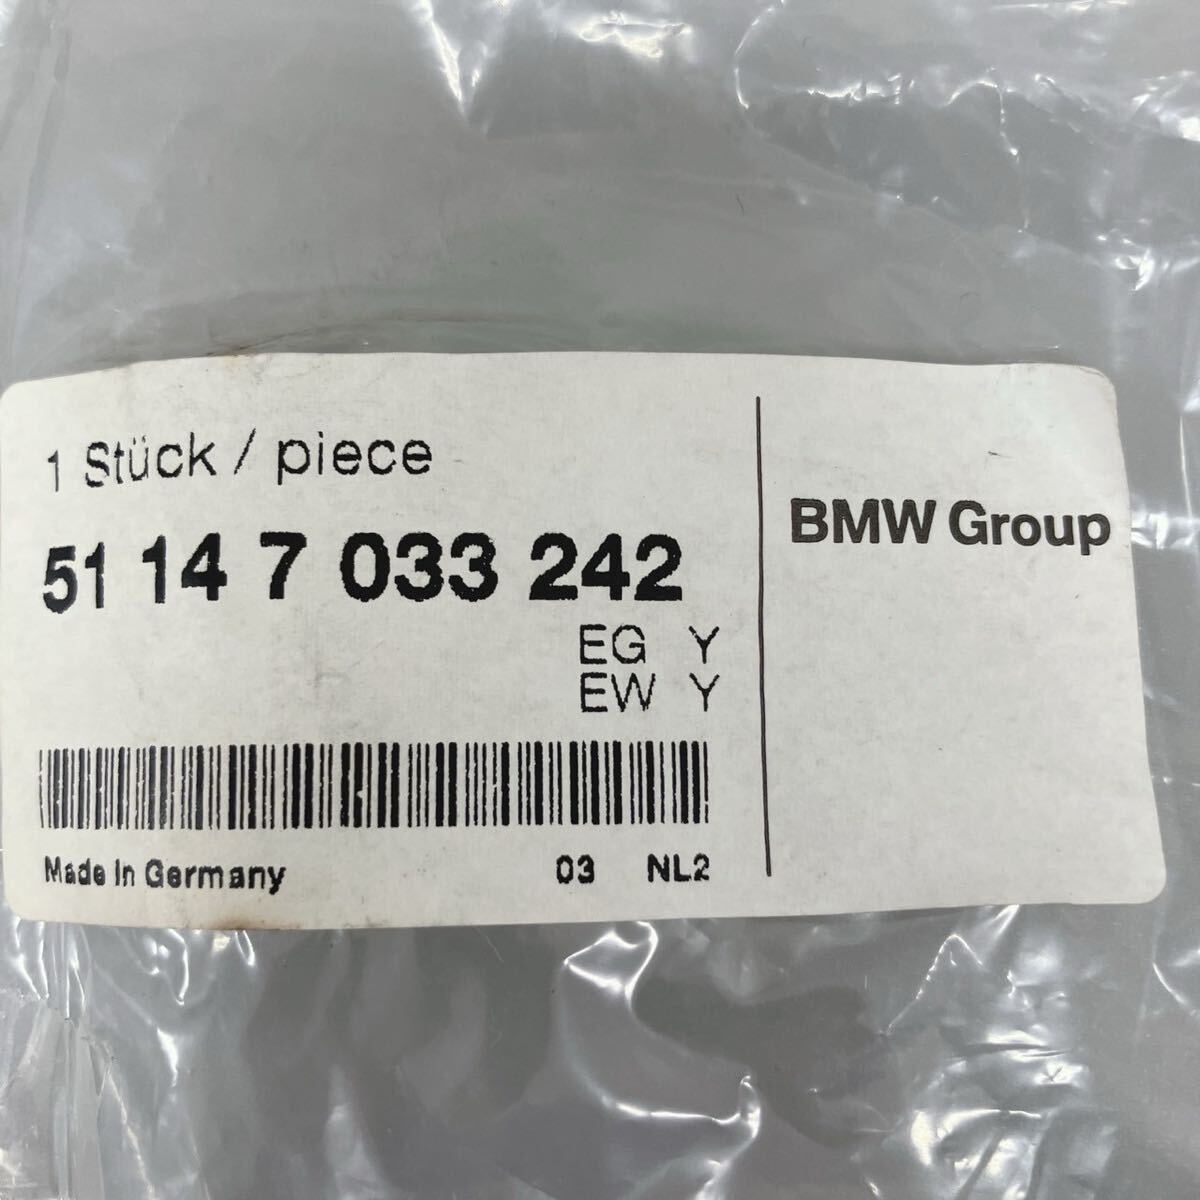 1 Stück / piece
51 14 7 033 242
EG Y
EW Y
Made In Germany 03 NL2
BMW Group